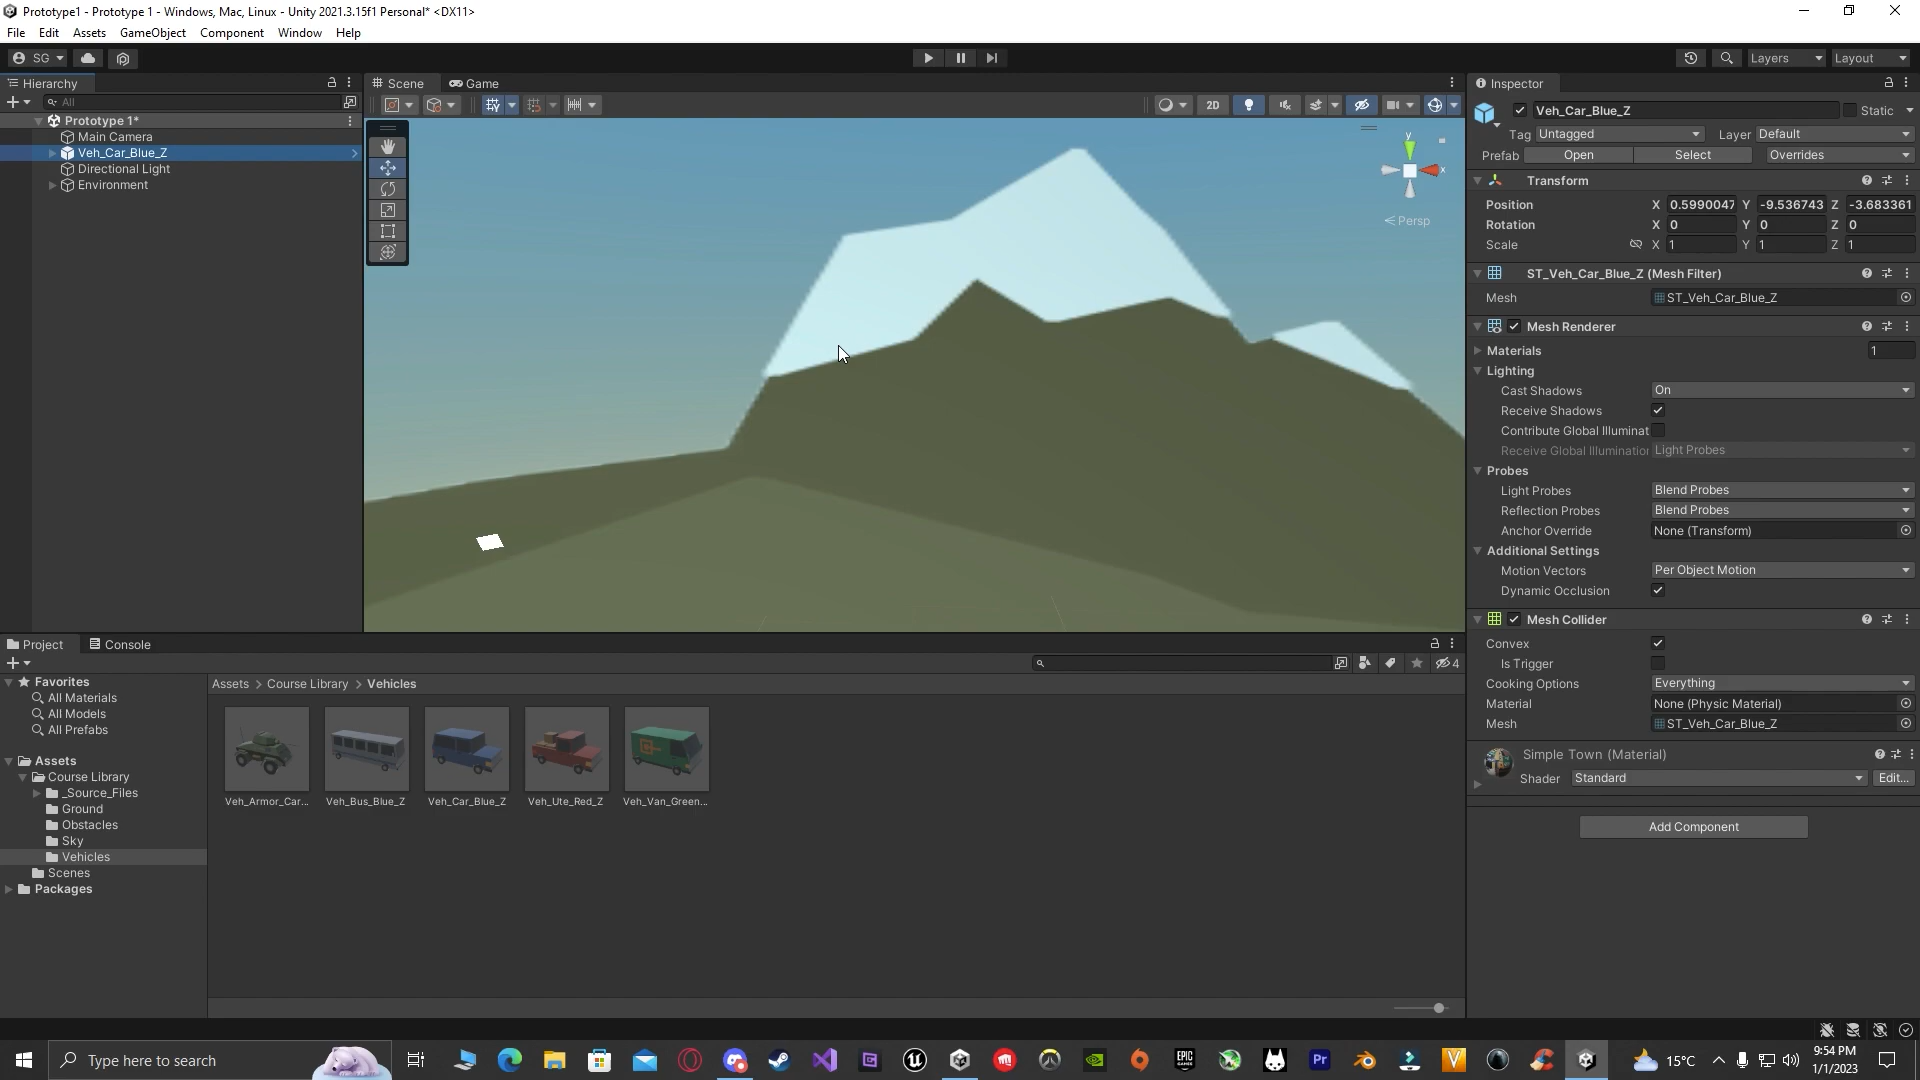 Prototype1 - Prototype 1 - Windows, Mac, Linux - Unity 2021.3.15f1 Personal* <DX11>
File Edit Assets GameObject Component Window Help
SG
Layers
Layout
Hierarchy
All
Prototype 1*
Main Camera
Veh_Car_Blue_Z
Directional Light
Environment
Scene
Game
2D
y
x
Persp
Inspector
Veh_Car_Blue_Z
Static
Tag Untagged Layer Default
Prefab Open Select Overrides
Transform
Position X 0.5990047 Y -9.536743 Z -3.683361
Rotation X 0 Y 0 Z 0
Scale X 1 Y 1 Z 1
ST_Veh_Car_Blue_Z (Mesh Filter)
Mesh ST_Veh_Car_Blue_Z
Mesh Renderer
Materials 1
Lighting
Cast Shadows On
Receive Shadows
Contribute Global Illuminat
Receive Global Illumination Light Probes
Probes
Light Probes Blend Probes
Reflection Probes Blend Probes
Anchor Override None (Transform)
Additional Settings
Motion Vectors Per Object Motion
Dynamic Occlusion
Mesh Collider
Convex
Is Trigger
Cooking Options Everything
Material None (Physic Material)
Mesh ST_Veh_Car_Blue_Z
Simple Town (Material)
Shader Standard Edit...
Add Component
Project
Console
4
Favorites
All Materials
All Models
All Prefabs
Assets
Course Library
_Source_Files
Ground
Obstacles
Sky
Vehicles
Scenes
Packages
Assets > Course Library > Vehicles
Veh_Armor_Car... Veh_Bus_Blue_Z Veh_Car_Blue_Z Veh_Ute_Red_Z Veh_Van_Green...
Type here to search
EPIC GAMES
Pr
15°C
9:54 PM
1/1/2023